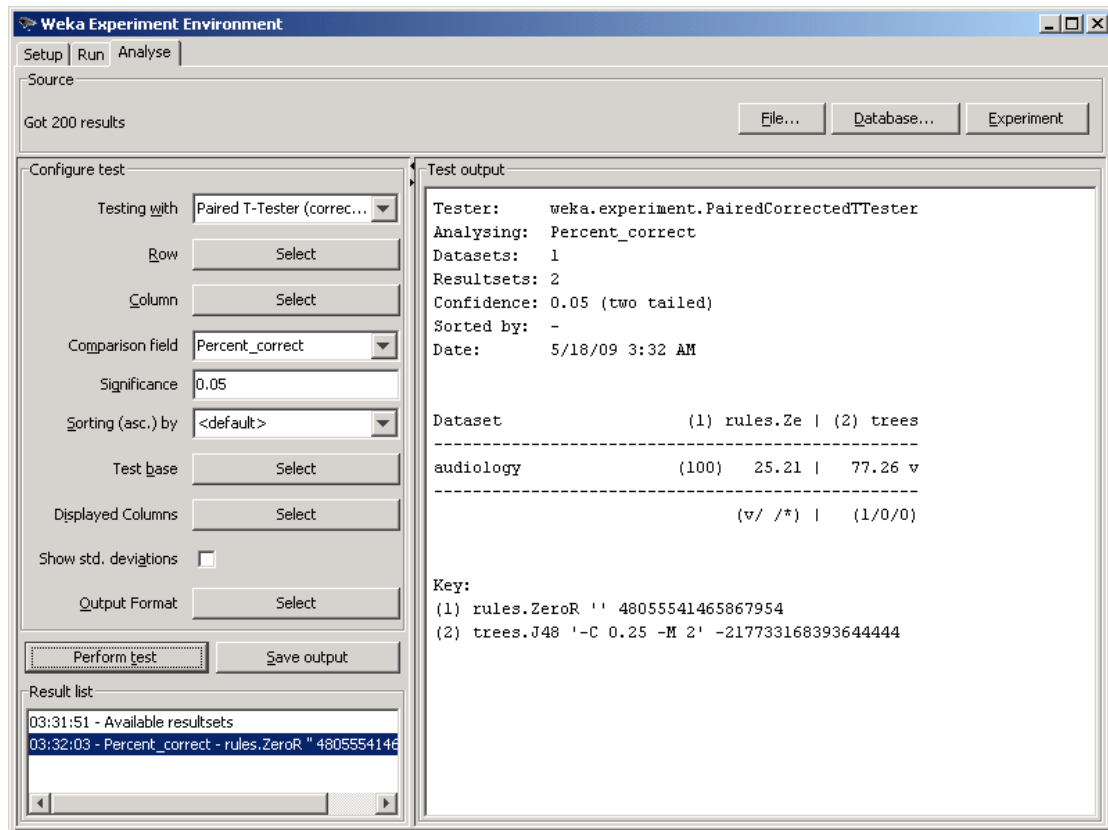 Weka Experiment Environment
Setup Run Analyse
Source
Got 200 results
File... Database... Experiment
Configure test
Testing with Paired T-Tester (correc...
Row Select
Column Select
Comparison field Percent_correct
Significance 0.05
Sorting (asc.) by <default>
Test base Select
Displayed Columns Select
Show std. deviations
Output Format Select
Perform test Save output
Result list
03:31:51 - Available resultsets
03:32:03 - Percent_correct - rules.ZeroR '' 4805554146
Test output
Tester: weka.experiment.PairedCorrectedTTester
Analysing: Percent_correct
Datasets: 1
Resultsets: 2
Confidence: 0.05 (two tailed)
Sorted by: -
Date: 5/18/09 3:32 AM
Dataset (1) rules.Ze | (2) trees
--------------------------------------------------
audiology (100) 25.21 | 77.26 v
--------------------------------------------------
(v/ /*) | (1/0/0)
Key:
(1) rules.ZeroR '' 48055541465867954
(2) trees.J48 '-C 0.25 -M 2' -217733168393644444